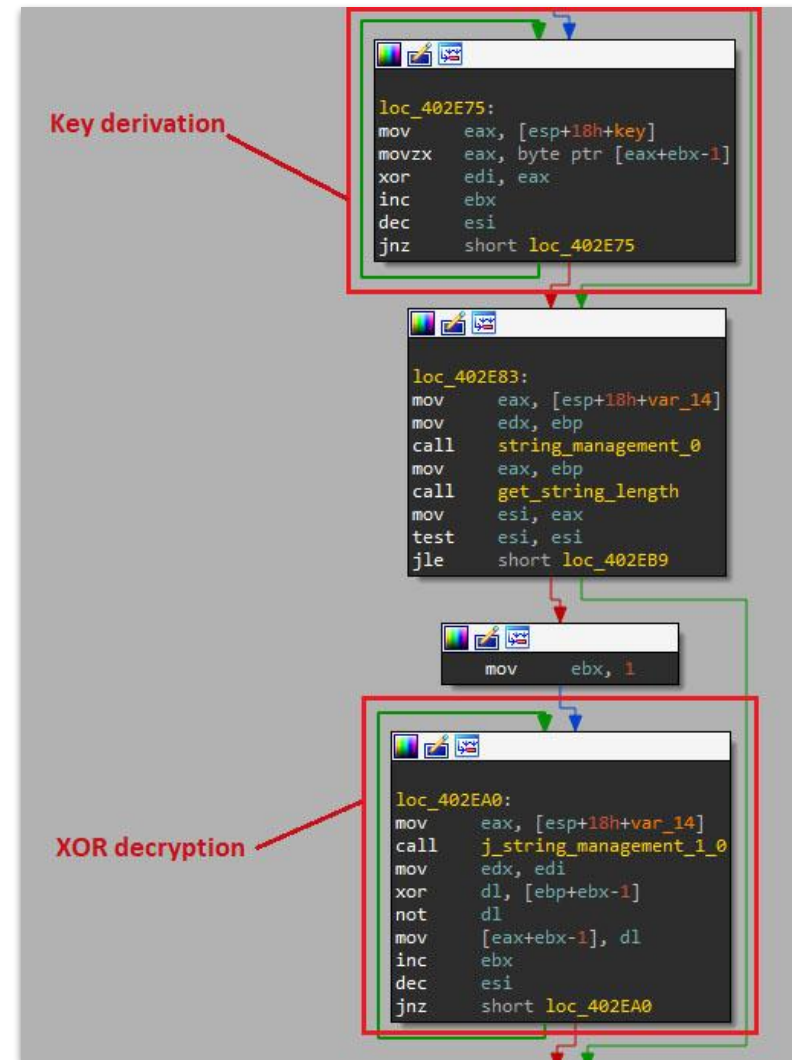 Key derivation
loc_402E75:
mov eax, [esp+18h+key]
movzx eax, byte ptr [eax+ebx-1]
xor edi, eax
inc ebx
dec esi
jnz short loc_402E75
loc_402E83:
mov eax, [esp+18h+var_14]
mov edx, ebp
call string_management_0
mov eax, ebp
call get_string_length
mov esi, eax
test esi, esi
jle short loc_402EB9
mov ebx, 1
XOR decryption
loc_402EA0:
mov eax, [esp+18h+var_14]
call j_string_management_1_0
mov edx, edi
xor dl, [ebp+ebx-1]
not dl
mov [eax+ebx-1], dl
inc ebx
dec esi
jnz short loc_402EA0